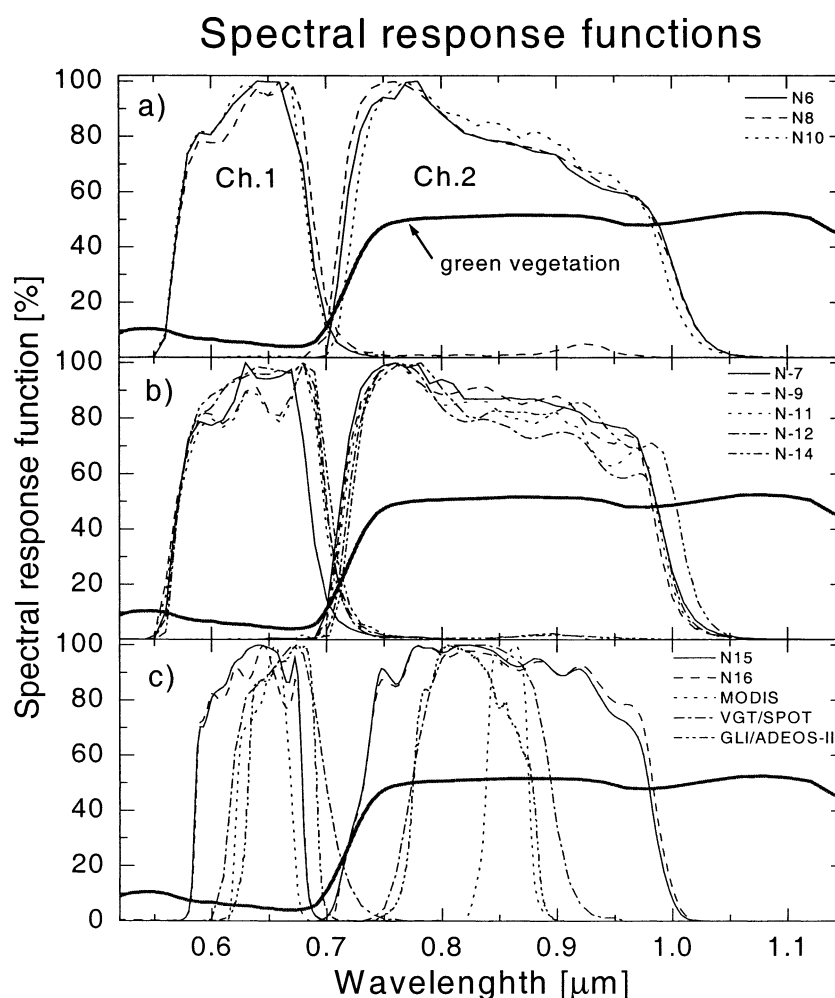 Spectral response functions
Spectral response function [%]
100
80
60
40
20
a)
Ch.1
Ch.2
green vegetation
N6
N8
N10
100
80
60
40
20
b)
N-7
N-9
N-11
N-12
N-14
100
80
60
40
20
0
c)
N15
N16
MODIS
VGT/SPOT
GLI/ADEOS-II
0.6 0.7 0.8 0.9 1.0 1.1
Wavelenghth [μm]